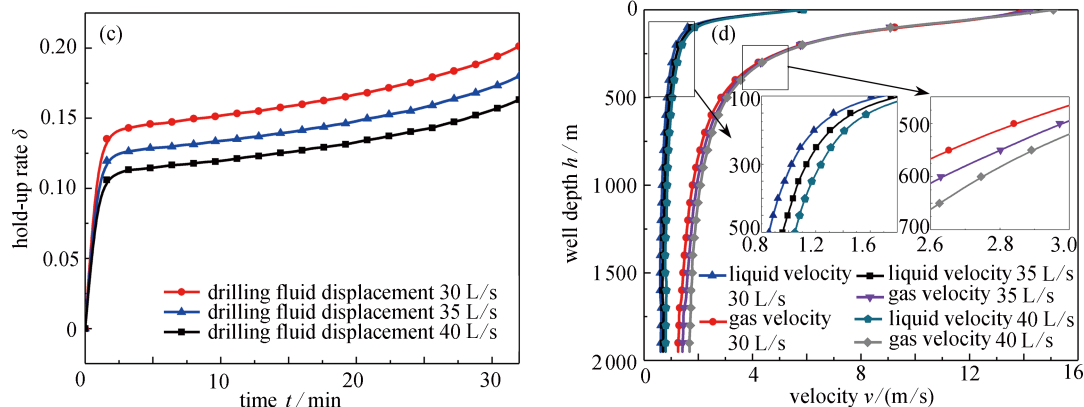 (c)
0.20
0.15
0.10
0.05
0
hold-up rate δ
drilling fluid displacement 30 L/s
drilling fluid displacement 35 L/s
drilling fluid displacement 40 L/s
0 10 20 30
time t/min
(d)
0
500
1 000
1 500
2 000
well depth h / m
100
300
500
0.8 1.2 1.6
500
600
700
2.6 2.8 3.0
liquid velocity
30 L/s
gas velocity
30 L/s
liquid velocity 35 L/s
gas velocity 35 L/s
liquid velocity 40 L/s
gas velocity 40 L/s
0 4 8 12 16
velocity v/(m/s)